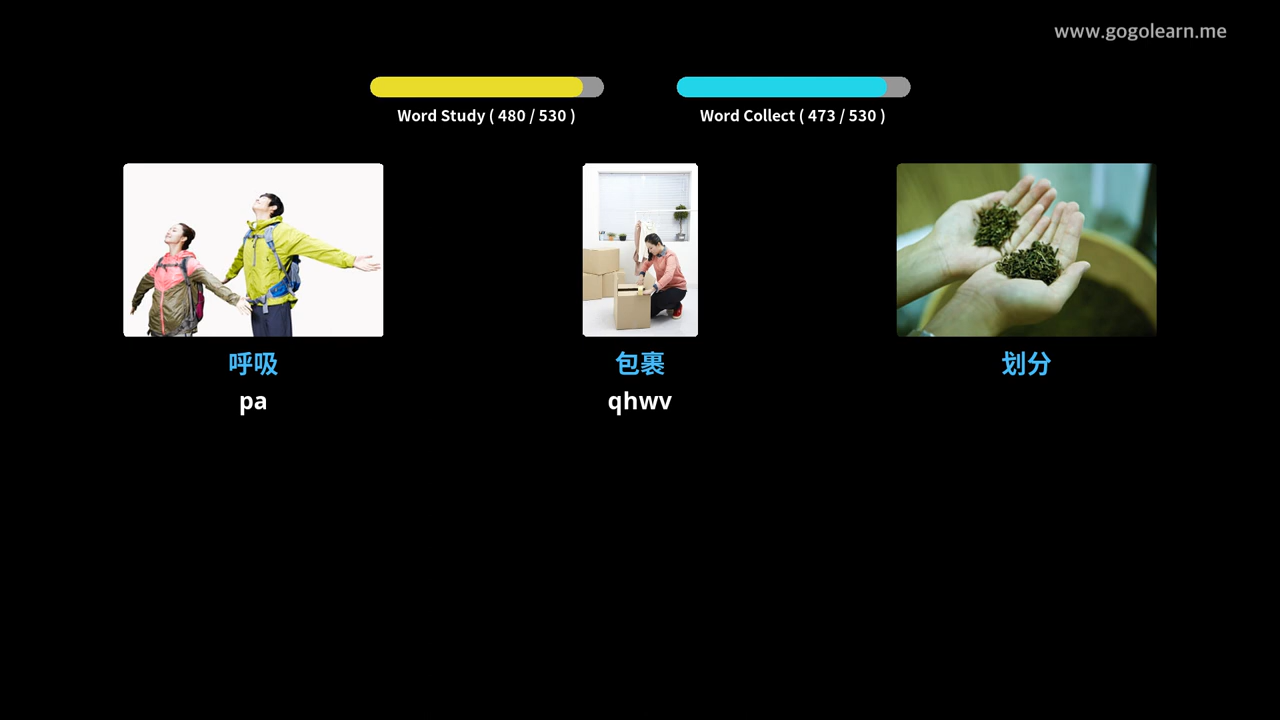 www.gogolearn.me
Word Study ( 480 / 530 )
Word Collect ( 473 / 530 )
呼吸
包裹
划分
pa
qhwv